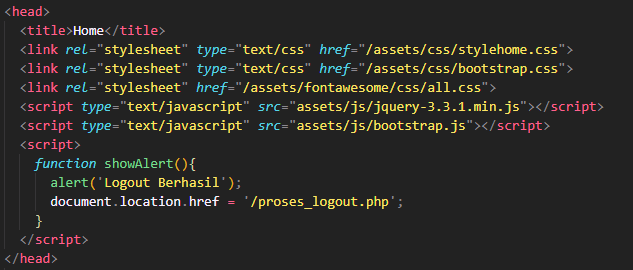 <head>
<title>Home</title>
<link rel="stylesheet" type="text/css" href="/assets/css/stylehome.css">
<link rel="stylesheet" type="text/css" href="/assets/css/bootstrap.css">
<link rel="stylesheet" href="/assets/fontawesome/css/all.css">
<script type="text/javascript" src="assets/js/jquery-3.3.1.min.js"></script>
<script type="text/javascript" src="assets/js/bootstrap.js"></script>
<script>
function showAlert(){
alert('Logout Berhasil');
document.location.href = '/proses_logout.php';
}
</script>
</head>